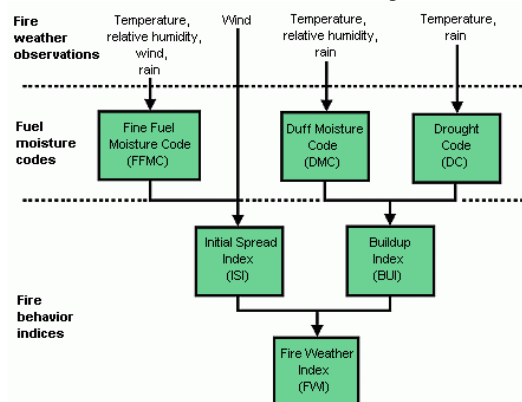 Fire
weather
observations
Temperature,
relative humidity,
wind,
rain
Wind
Temperature,
relative humidity,
rain
Temperature,
rain
Fuel
moisture
codes
Fine Fuel
Moisture Code
(FFMC)
Duff Moisture
Code
(DMC)
Drought
Code
(DC)
Fire
behavior
indices
Initial Spread
Index
(ISI)
Buildup
Index
(BUI)
Fire Weather
Index
(FWI)